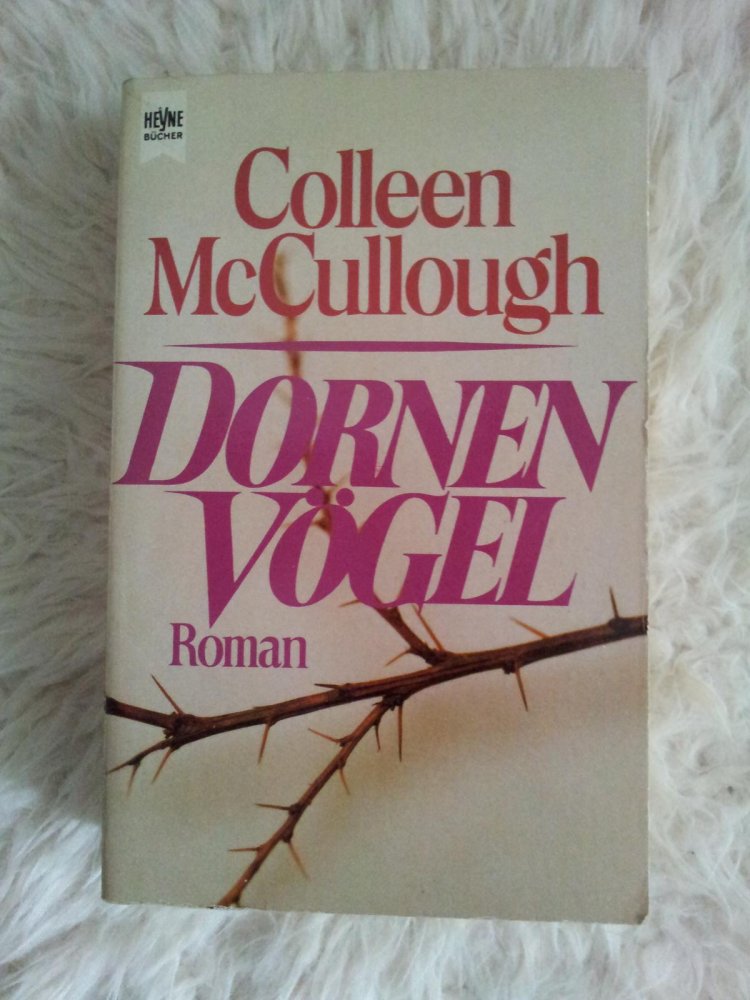 HEYNE
BÜCHER
Colleen
McCullough
DORNEN
VÖGEL
Roman